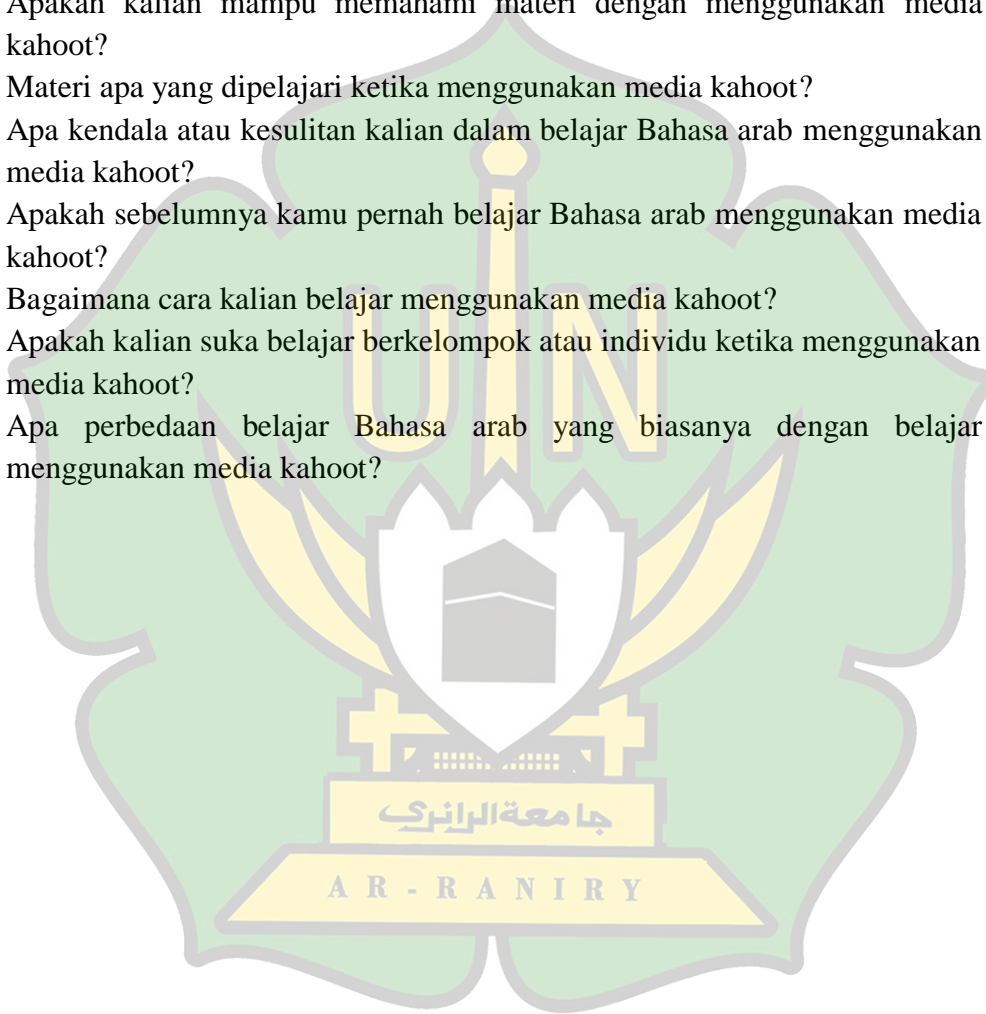 Apakah kalian mampu memahami materi dengan menggunakan media
kahoot?
Materi apa yang dipelajari ketika menggunakan media kahoot?
Apa kendala atau kesulitan kalian dalam belajar Bahasa arab menggunakan
media kahoot?
Apakah sebelumnya kamu pernah belajar Bahasa arab menggunakan media
kahoot?
Bagaimana cara kalian belajar menggunakan media kahoot?
Apakah kalian suka belajar berkelompok atau individu ketika menggunakan
media kahoot?
Apa perbedaan belajar Bahasa arab yang biasanya dengan belajar
menggunakan media kahoot?
UIN
جامعة الرانري
AR-RANIRY